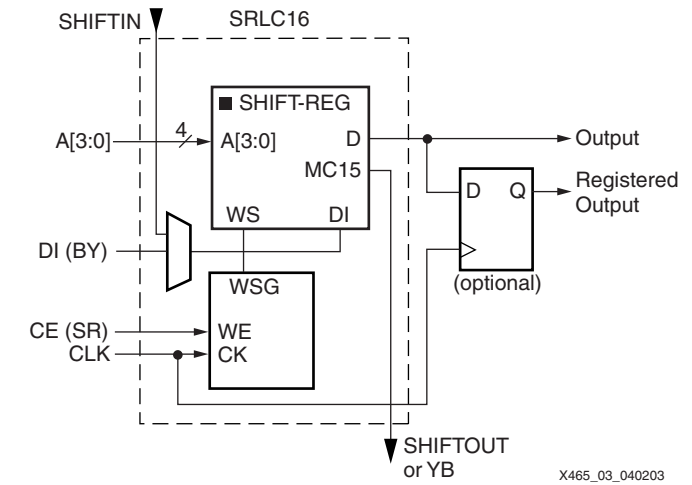 SHIFTIN
SRLC16
SHIFT-REG
A[3:0]
4
A[3:0]
D
Output
MC15
Registered
Output
D
Q
WS
DI
DI (BY)
(optional)
WSG
CE (SR)
WE
CLK
CK
SHIFTOUT
or YB
X465_03_040203